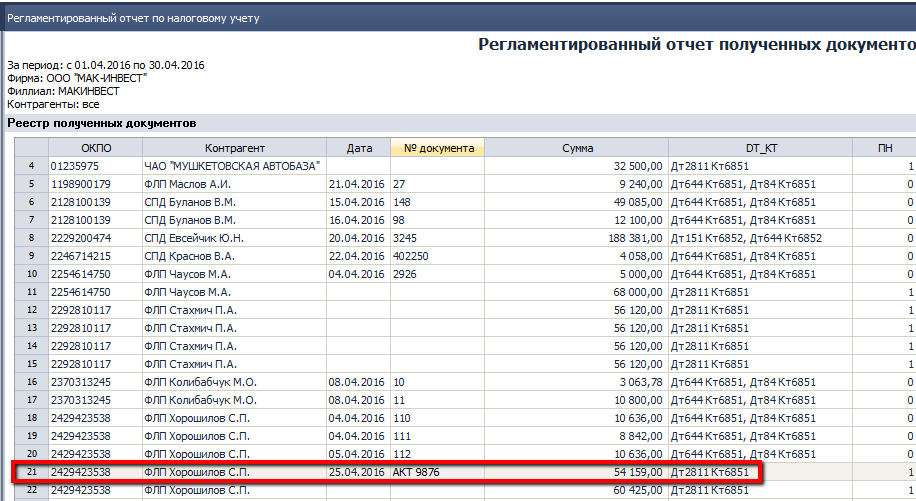 Регламентированный отчет по налоговому учету
Регламентированный отчет полученных документо
За период: с 01.04.2016 по 30.04.2016
Фирма: ООО "МАК-ИНВЕСТ"
Филлиал: МАКИНВЕСТ
Контрагенты: все
Реестр полученных документов
ОКПО Контрагент Дата № документа Сумма DT_KT ПН
4 01235975 ЧАО "МУШКЕТОВСКАЯ АВТОБАЗА" 32 500,00 Дт2811 Кт6851 1
5 1198900179 ФЛП Маслов А.И. 21.04.2016 27 9 240,00 Дт644 Кт6851, Дт84 Кт6851 0
6 2128100139 СПД Буланов В.М. 15.04.2016 148 49 085,00 Дт644 Кт6851, Дт84 Кт6851 0
7 2128100139 СПД Буланов В.М. 16.04.2016 98 12 100,00 Дт644 Кт6851, Дт84 Кт6851 0
8 2229200474 СПД Евсейчик Ю.Н. 20.04.2016 3245 188 381,00 Дт151 Кт6852, Дт644 Кт6852 0
9 2246714215 СПД Краснов В.А. 22.04.2016 402250 4 058,00 Дт644 Кт6851, Дт84 Кт6851 0
10 2254614750 ФЛП Чаусов М.А. 04.04.2016 2926 5 000,00 Дт644 Кт6851, Дт84 Кт6851 0
11 2254614750 ФЛП Чаусов М.А. 68 000,00 Дт2811 Кт6851 1
12 2292810117 ФЛП Стахмич П.А. 56 120,00 Дт2811 Кт6851 1
13 2292810117 ФЛП Стахмич П.А. 56 120,00 Дт2811 Кт6851 1
14 2292810117 ФЛП Стахмич П.А. 56 120,00 Дт2811 Кт6851 1
15 2292810117 ФЛП Стахмич П.А. 56 120,00 Дт2811 Кт6851 1
16 2370313245 ФЛП Колибабчук М.О. 08.04.2016 10 3 063,78 Дт644 Кт6851, Дт84 Кт6851 0
17 2370313245 ФЛП Колибабчук М.О. 08.04.2016 11 10 800,00 Дт644 Кт6851, Дт84 Кт6851 0
18 2429423538 ФЛП Хорошилов С.П. 04.04.2016 110 10 636,00 Дт644 Кт6851, Дт84 Кт6851 0
19 2429423538 ФЛП Хорошилов С.П. 04.04.2016 111 8 842,00 Дт644 Кт6851, Дт84 Кт6851 0
20 2429423538 ФЛП Хорошилов С.П. 05.04.2016 112 10 636,00 Дт644 Кт6851, Дт84 Кт6851 0
21 2429423538 ФЛП Хорошилов С.П. 25.04.2016 АКТ 9876 54 159,00 Дт2811 Кт6851 1
22 2429423538 ФЛП Хорошилов С.П. 60 425,00 Дт2811 Кт6851 1